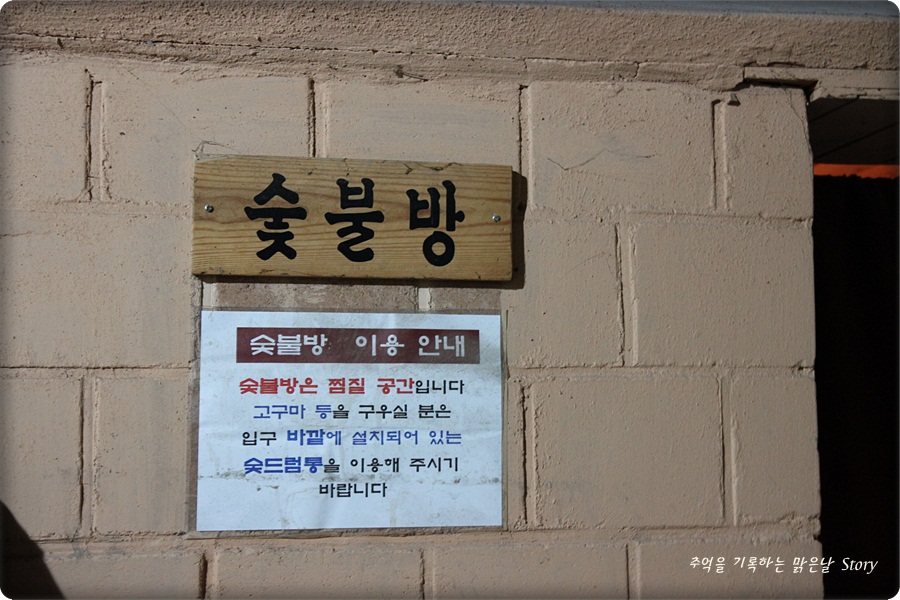 숯불방
숯불방 이용 안내
숯불방은 찜질 공간입니다
고구마 등을 구우실 분은
입구 바깥에 설치되어 있는
숯드럼통을 이용해 주시기
바랍니다
추억을 기록하는 맑은날 Story